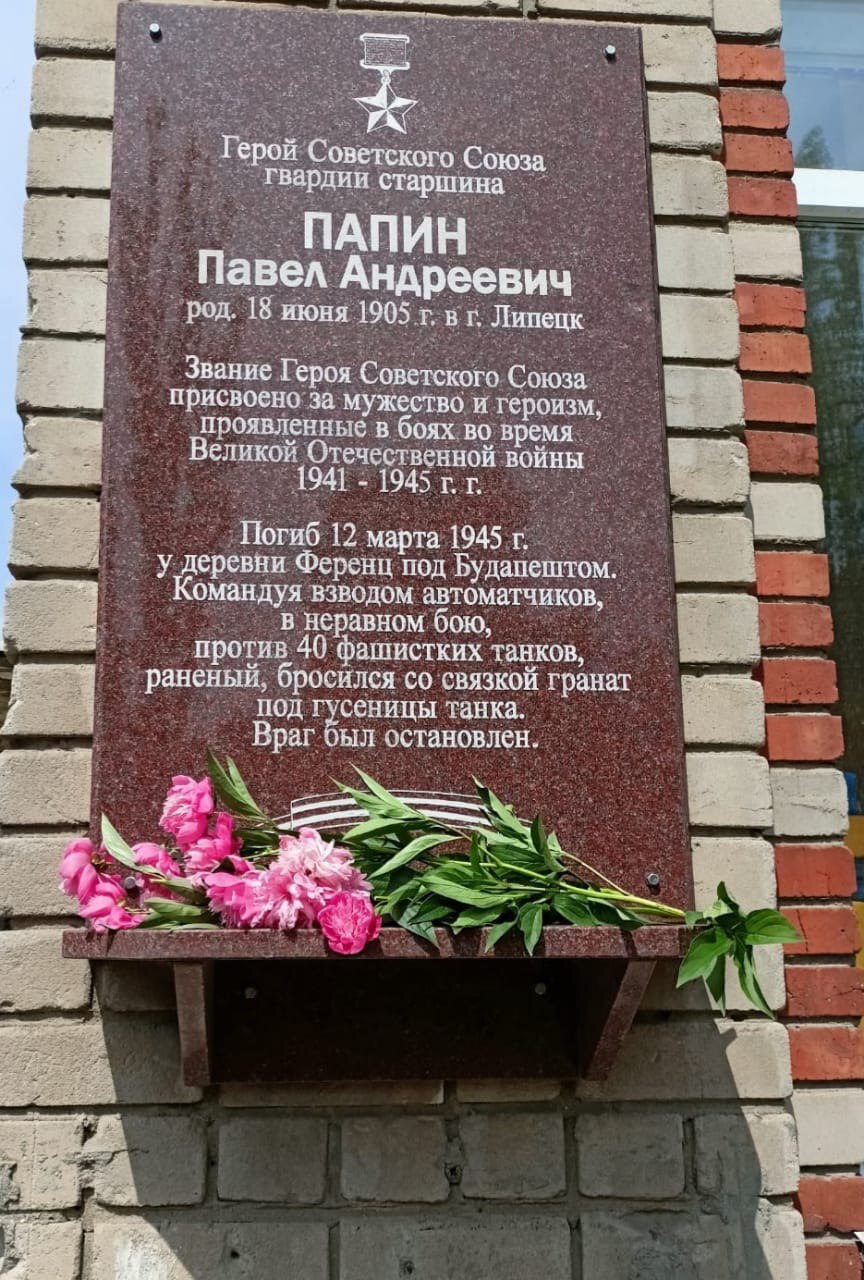 Герой Советского Союза
гвардии старшина
ПАПИН
Павел Андреевич
род. 18 июня 1905 г. в г. Липецк
Звание Героя Советского Союза
присвоено за мужество и героизм,
проявленные в боях во время
Великой Отечественной войны
1941 - 1945 г. г.
Погиб 12 марта 1945 г.
у деревни Ференц под Будапештом.
Командуя взводом автоматчиков,
в неравном бою,
против 40 фашистких танков,
раненый, бросился со связкой гранат
под гусеницы танка.
Враг был остановлен.